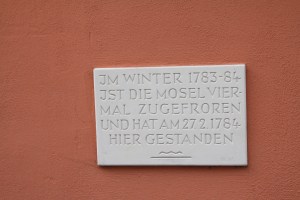 JM WINTER 1783-84
JST DIE MOSEL VIER-
MAL ZUGEFROREN
UND HAT AM 27.2.1784
HIER GESTANDEN